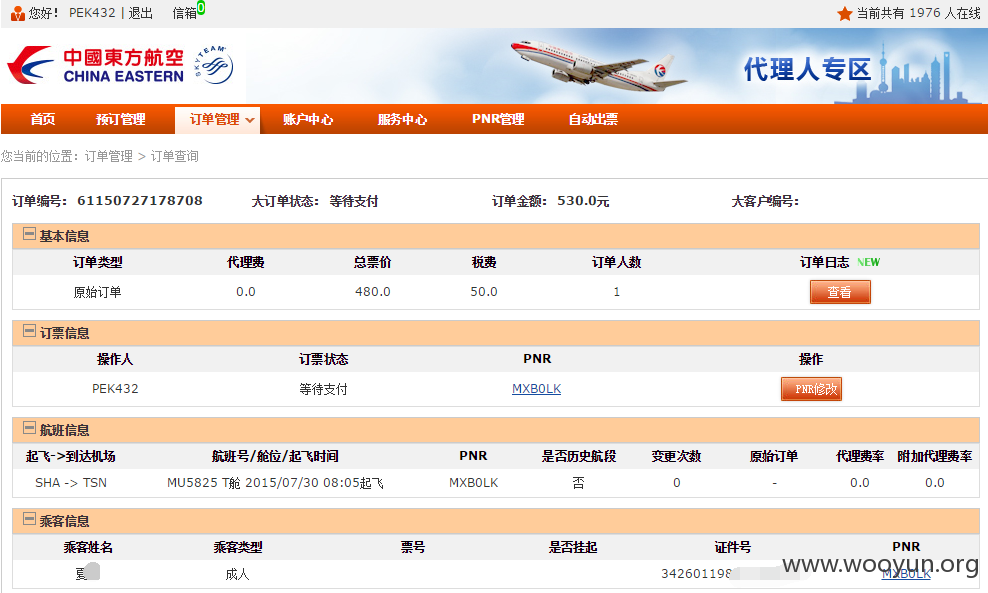 您好! PEK432 | 退出 信箱 0 当前共有 1976 人在线
中國東方航空 SKYTEAM
CHINA EASTERN
代理人专区
首页 预订管理 订单管理 账户中心 服务中心 PNR管理 自动出票
您当前的位置: 订单管理 > 订单查询
订单编号: 61150727178708 大订单状态: 等待支付 订单金额: 530.0元 大客户编号:
基本信息
订单类型 代理费 总票价 税费 订单人数 订单日志 NEW
原始订单 0.0 480.0 50.0 1 查看
订票信息
操作人 订票状态 PNR 操作
PEK432 等待支付 MXB0LK PNR修改
航班信息
起飞->到达机场 航班号/舱位/起飞时间 PNR 是否历史航段 变更次数 原始订单 代理费率 附加代理费率
SHA -> TSN MU5825 T舱 2015/07/30 08:05起飞 MXB0LK 否 0 - 0.0 0.0
乘客信息
乘客姓名 乘客类型 票号 是否挂起 证件号 PNR
夏 成人 342601198 MXB0LK
www.wooyun.org